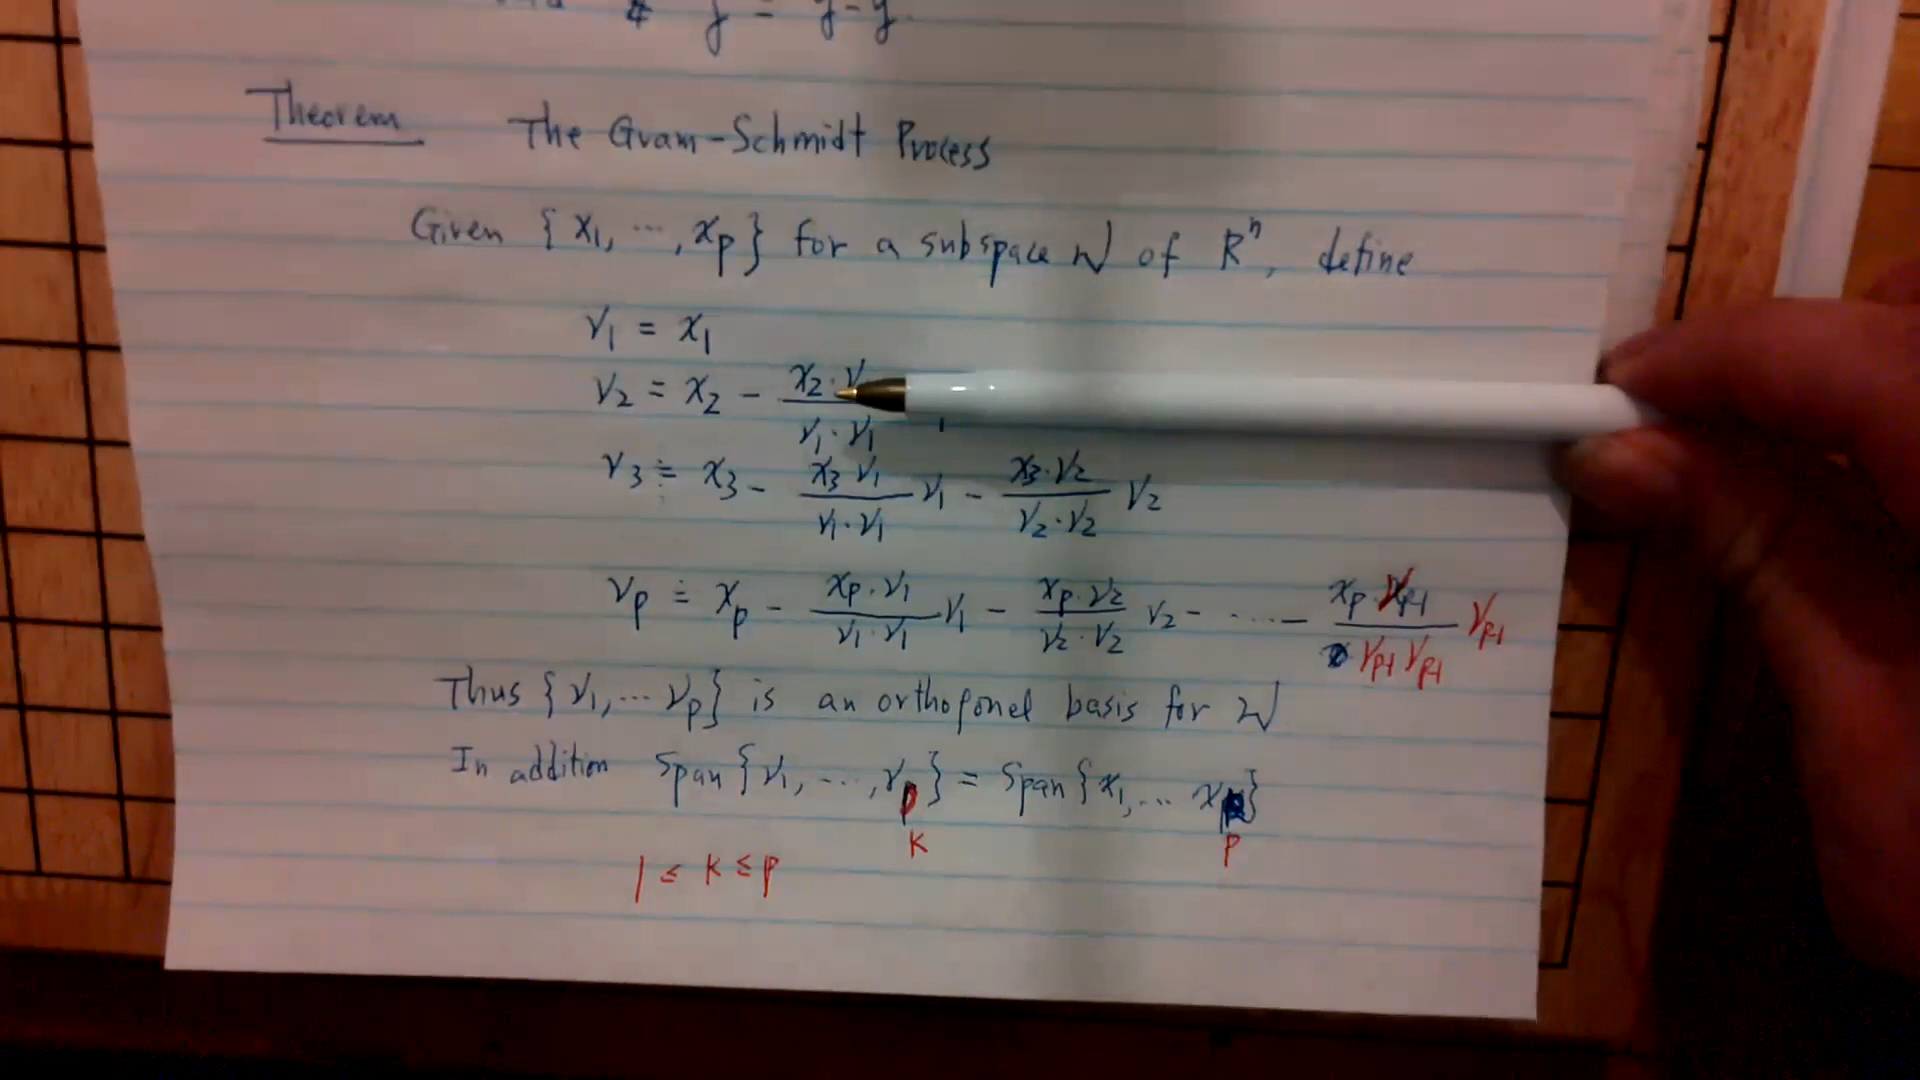 y = y - y
Theorem The Gram-Schmidt Process
Given {x1, ..., xp} for a subspace W of R^n, define
v1 = x1
v2 = x2 - x2·v / v1·v1
v3 = x3 - x3·v1 / v1·v1 v1 - x3·v2 / v2·v2 v2
vp = xp - xp·v1 / v1·v1 v1 - xp·v2 / v2·v2 v2 - ..... - xp·vp-1 / vp-1 vp-1 vp-1
Thus {v1, ... vp} is an orthogonel basis for W
In addition Span {v1, ..., vp} = Span {x1, ... xp}
K P
1 ≤ K ≤ p